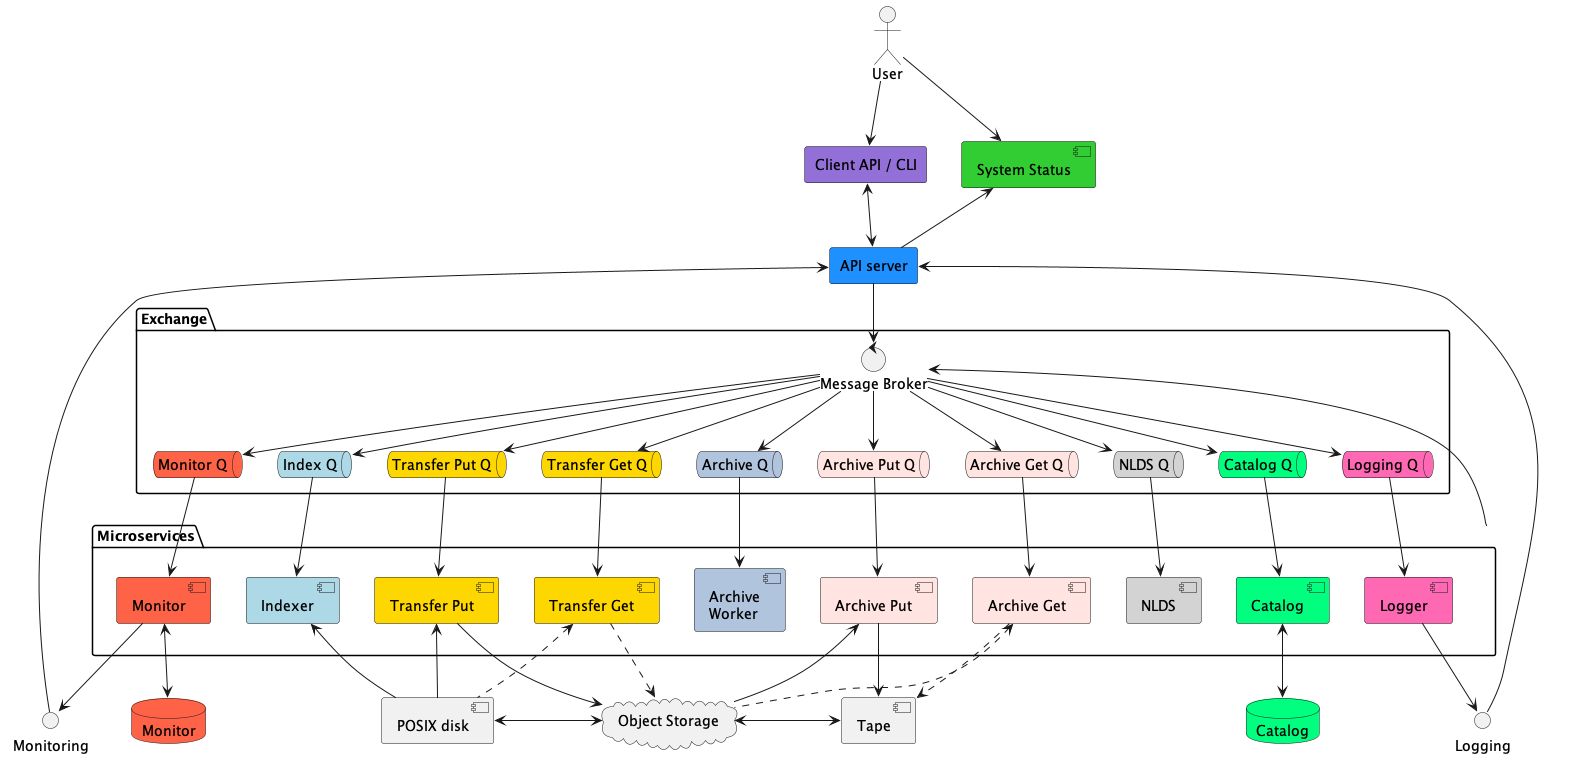 User
Client API / CLI
System Status
API server
Exchange
Message Broker
Monitor Q
Index Q
Transfer Put Q
Transfer Get Q
Archive Q
Archive Put Q
Archive Get Q
NLDS Q
Catalog Q
Logging Q
Microservices
Monitor
Indexer
Transfer Put
Transfer Get
Archive
Worker
Archive Put
Archive Get
NLDS
Catalog
Logger
Monitoring
Monitor
POSIX disk
Object Storage
Tape
Catalog
Logging